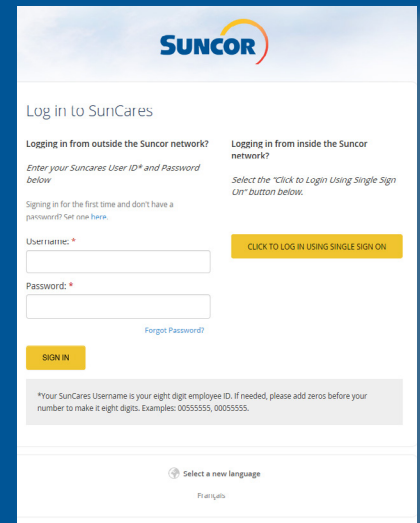 SUNCOR
Log in to SunCares
Logging in from outside the Suncor network?
Enter your Suncares User ID* and Password
below
Signing in for the first time and don't have a
password? Set one here.
Username: *
Password: *
Forgot Password?
SIGN IN
Logging in from inside the Suncor
network?
Select the "Click to Login Using Single Sign
On" button below.
CLICK TO LOG IN USING SINGLE SIGN ON
*Your SunCares Username is your eight digit employee ID. If needed, please add zeros before your
number to make it eight digits. Examples: 00555555, 00055555.
Select a new language
Français